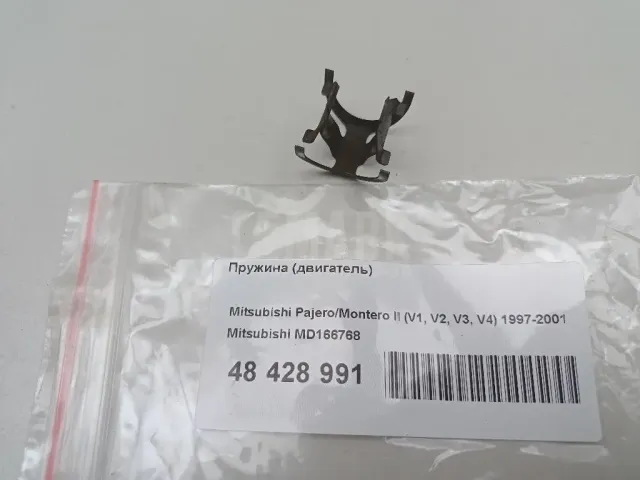 Пружина (двигатель)
Mitsubishi Pajero/Montero II (V1, V2, V3, V4) 1997-2001
Mitsubishi MD166768
48 428 991